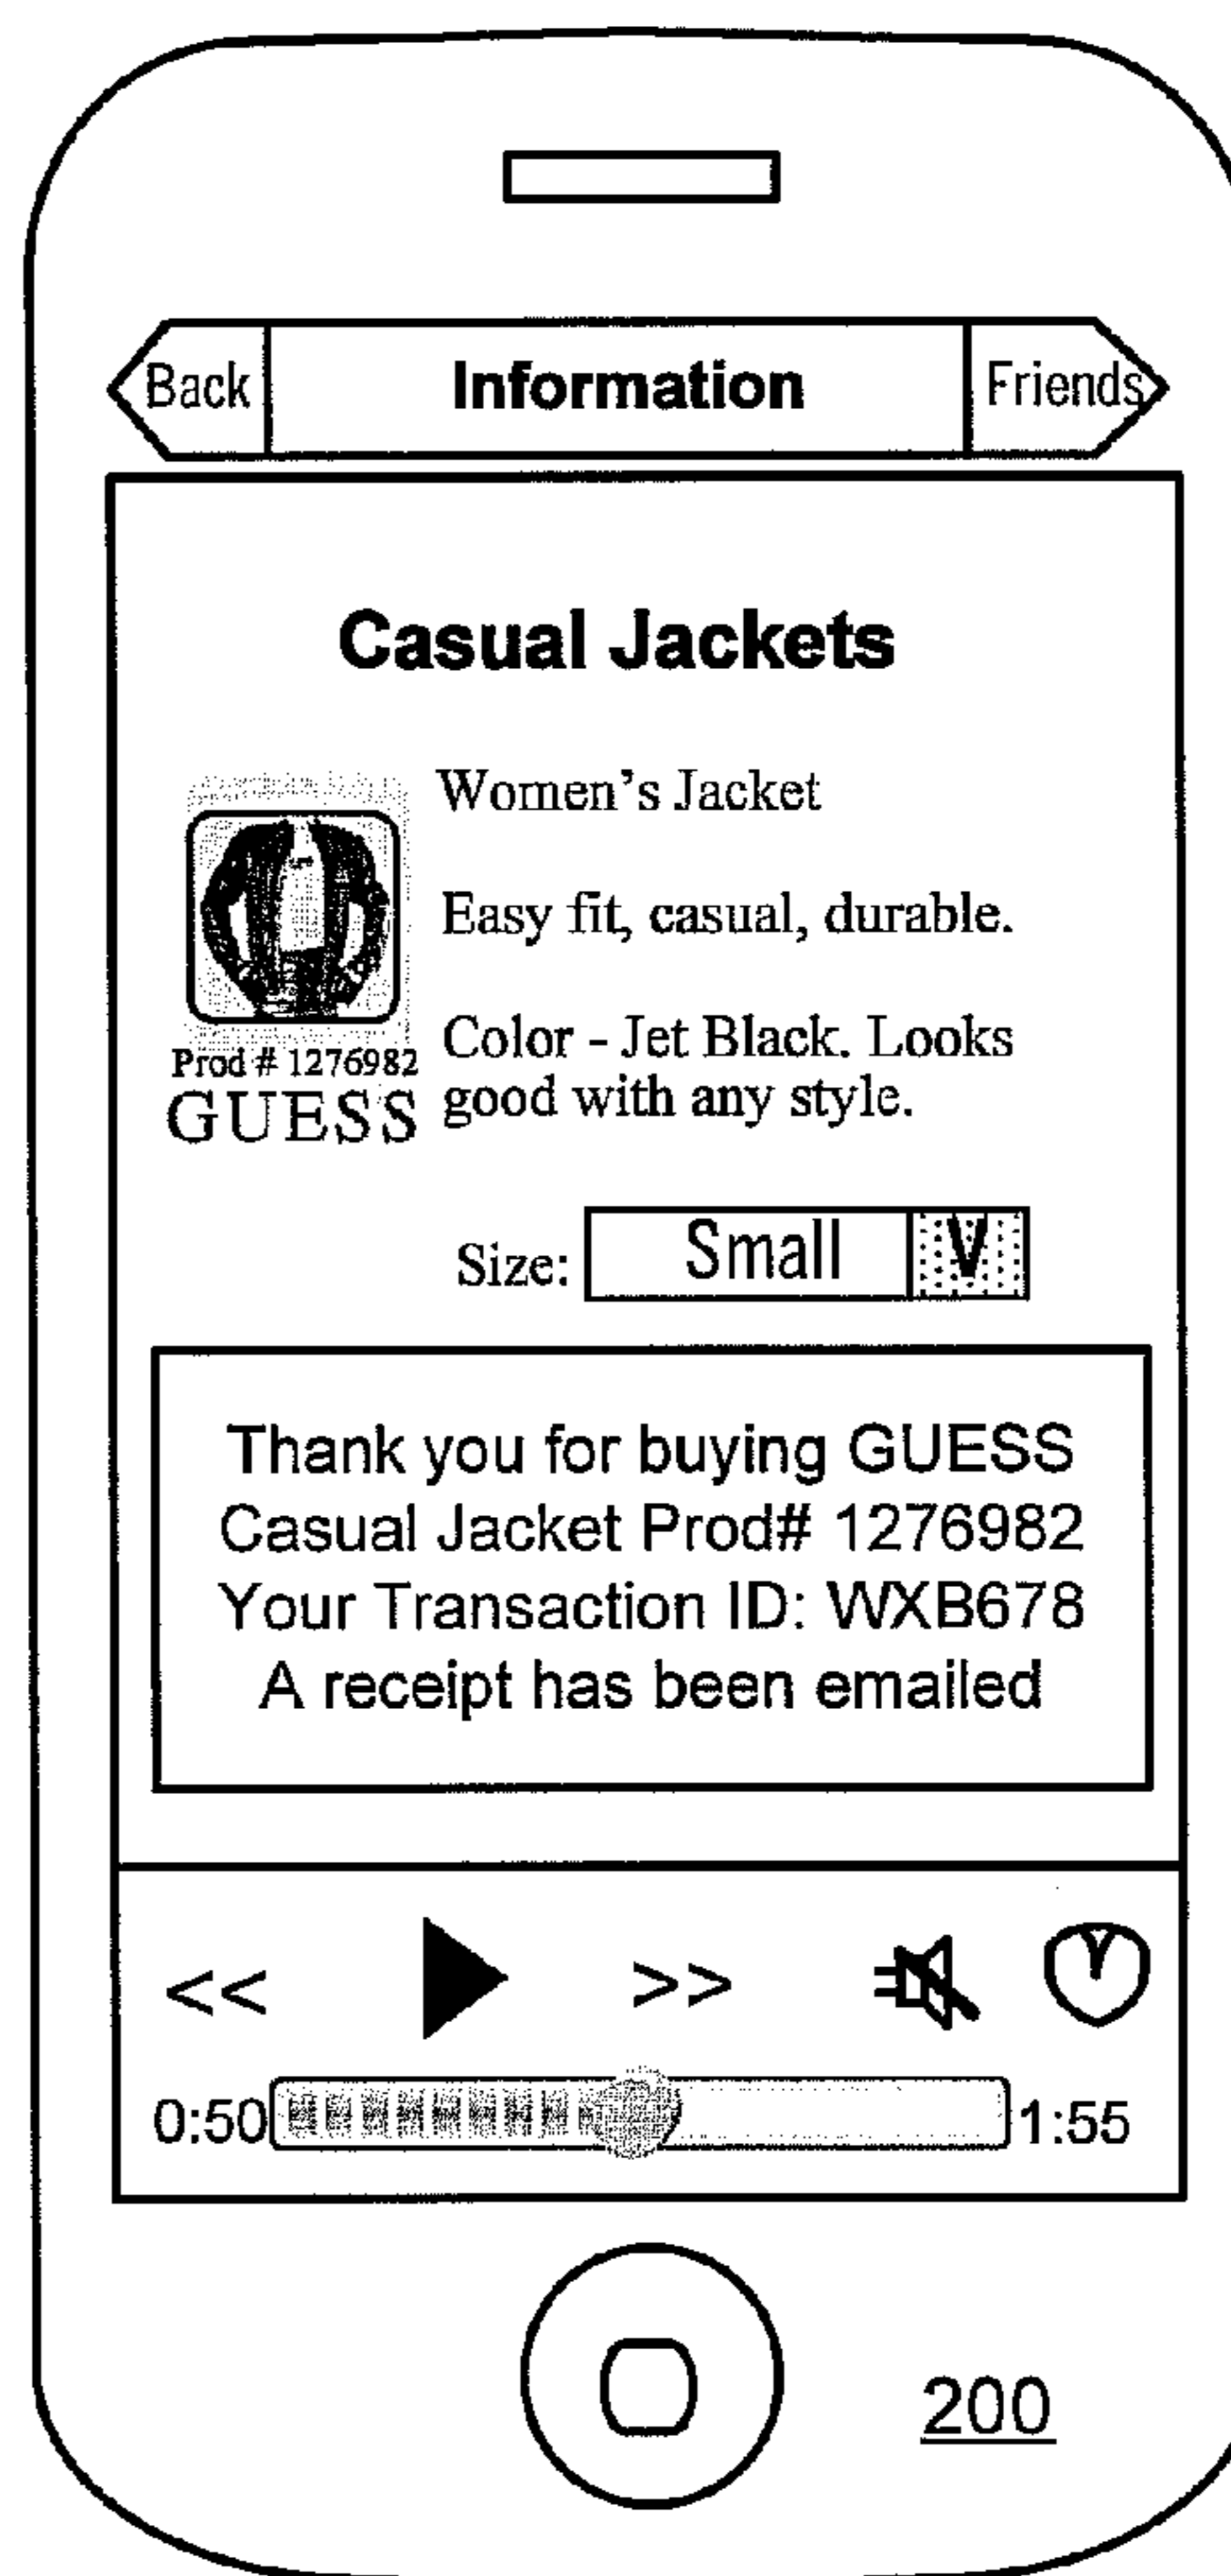 Back Information Friends
Casual Jackets
Women's Jacket
Easy fit, casual, durable.
Color - Jet Black. Looks
good with any style.
Prod # 1276982
GUESS
Size: Small V
Thank you for buying GUESS
Casual Jacket Prod# 1276982
Your Transaction ID: WXB678
A receipt has been emailed
<< >>
0:50 1:55
200